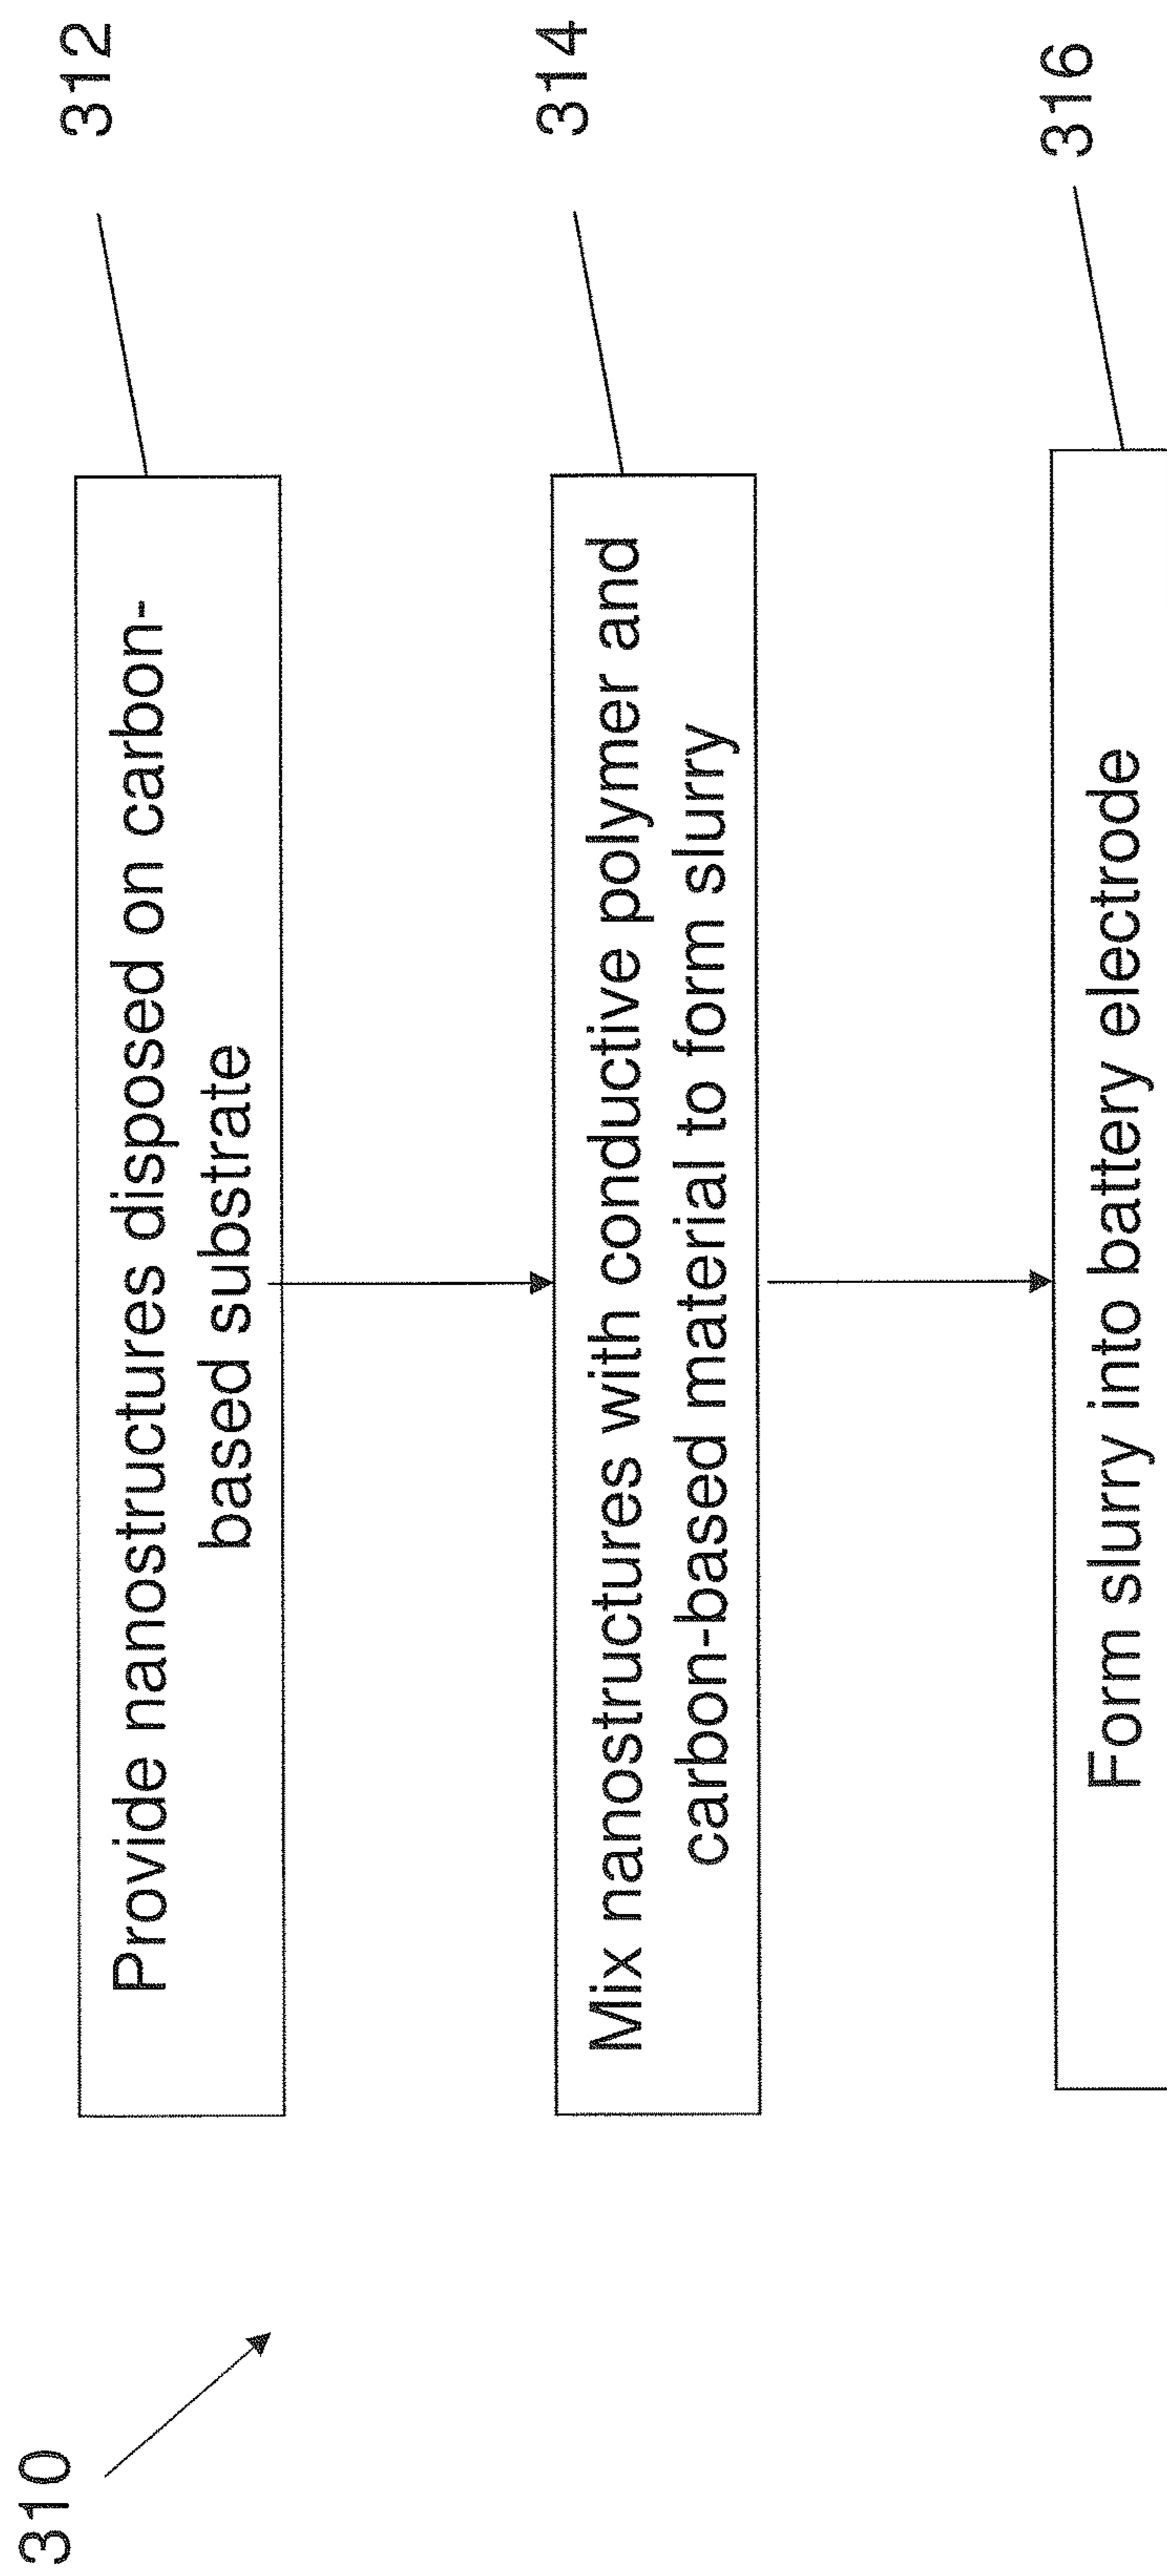 310
312
Provide nanostructures disposed on carbon-
based substrate
314
Mix nanostructures with conductive polymer and
carbon-based material to form slurry
316
Form slurry into battery electrode